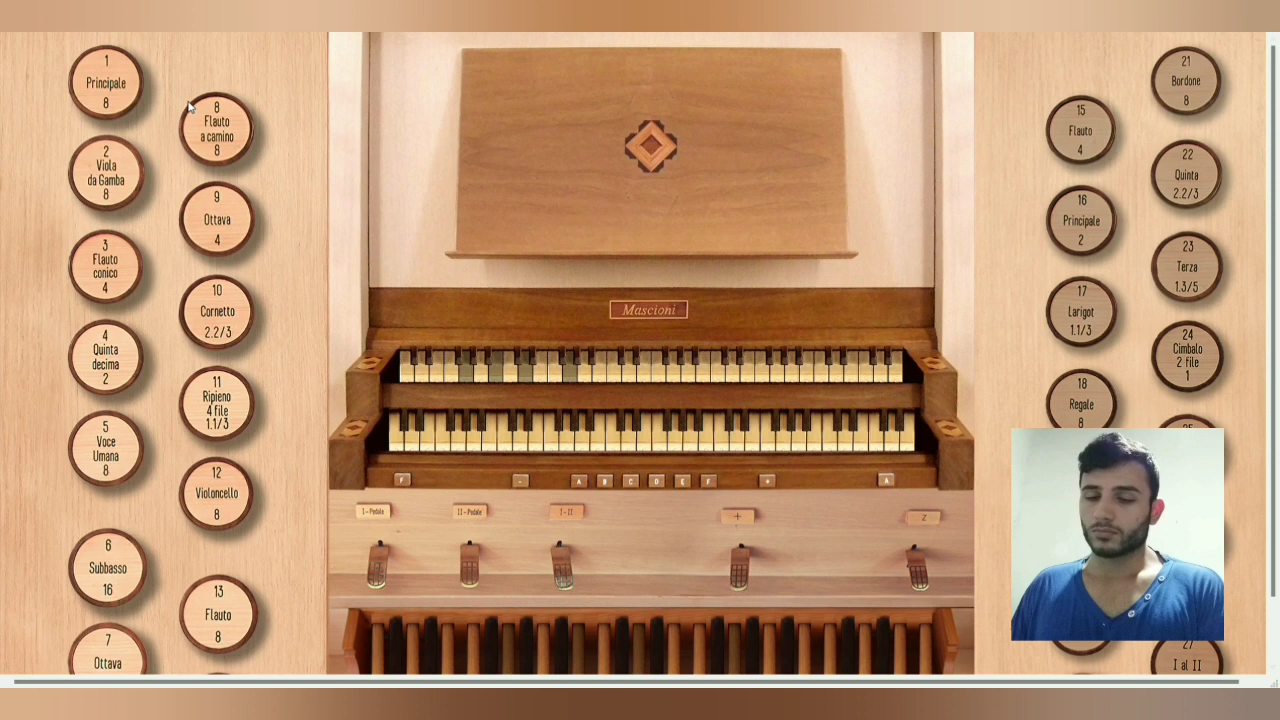 1
Principale
8
2
Viola
da Gamba
8
3
Flauto
conico
4
4
Quinta
decima
2
5
Voce
Umana
8
6
Subbasso
16
7
Ottava
8
Flauto
a camino
8
9
Ottava
4
10
Cornetto
2.2/3
11
Ripieno
4 file
1.1/3
12
Violoncello
8
13
Flauto
8
Mascioni
F
-
A B C D E F
+
A
I-Pedale
II-Pedale
I-II
+
Z
15
Flauto
4
16
Principale
2
17
Larigot
1.1/3
18
Regale
8
21
Bordone
8
22
Quinta
2.2/3
23
Terza
1.3/5
24
Cimbalo
2 file
1
27
I al II